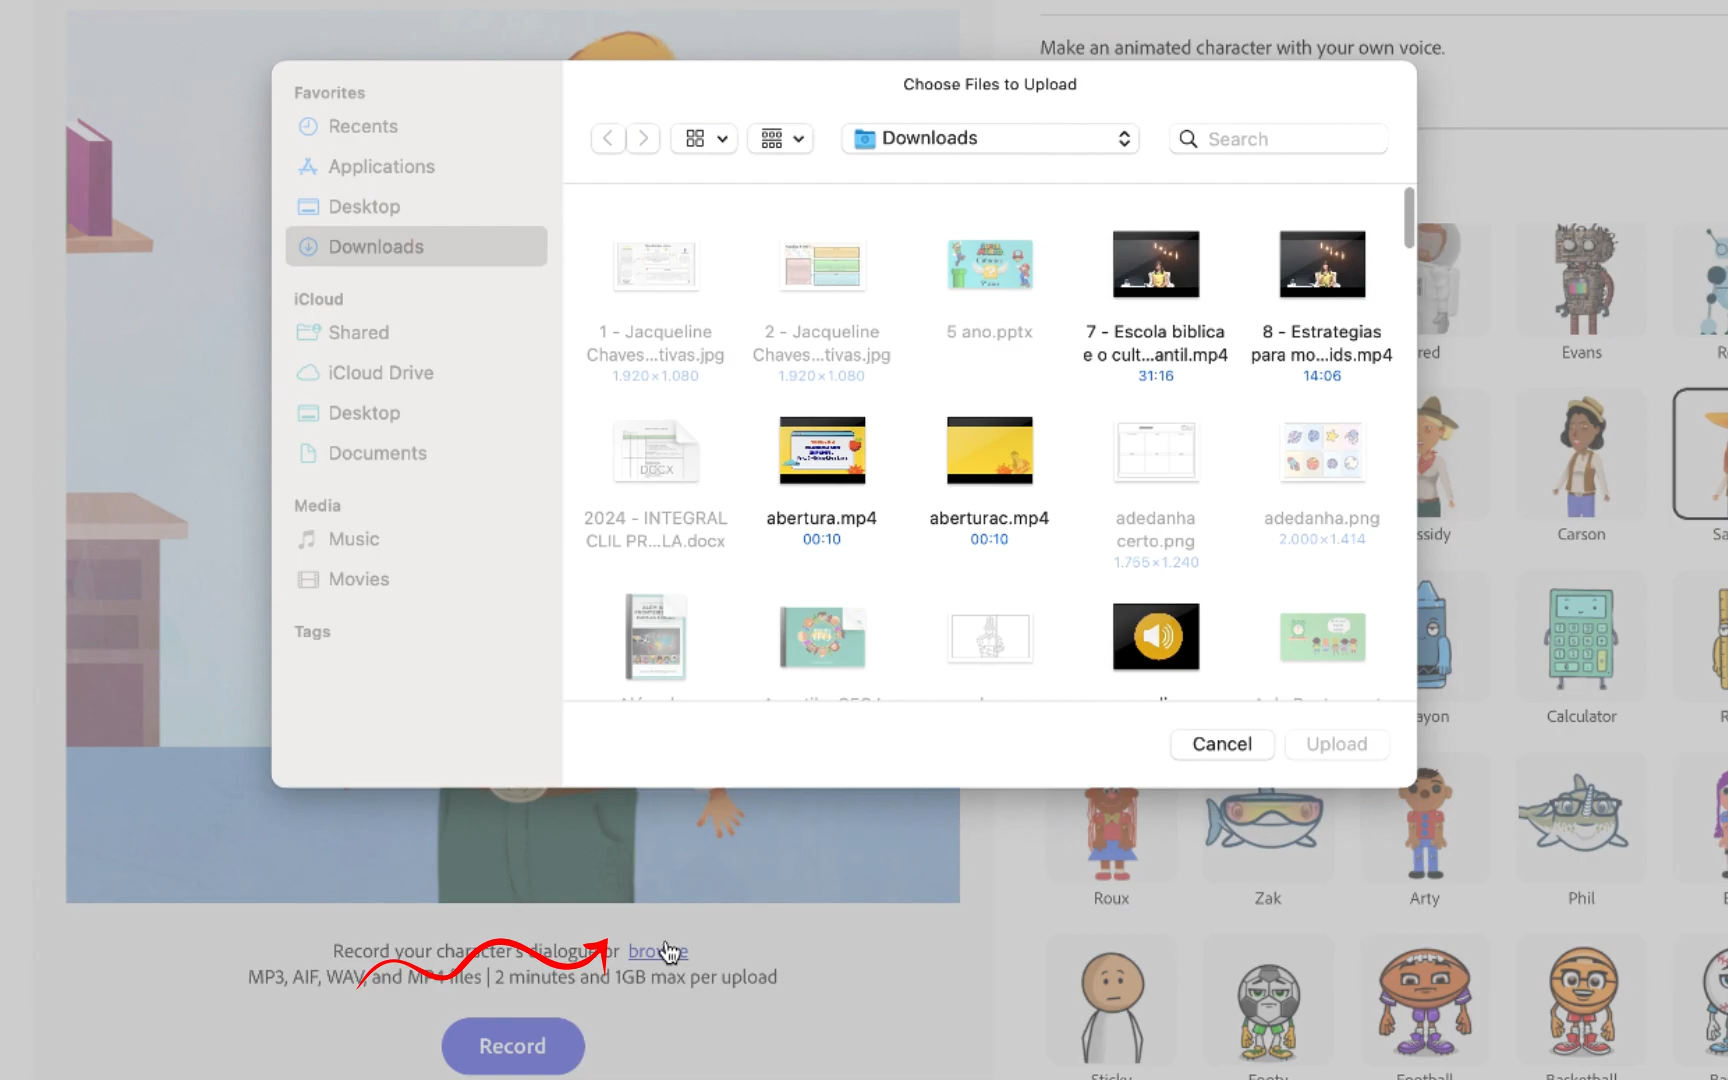 Make an animated character with your own voice.
Choose Files to Upload
Favorites
Recents
Applications
Desktop
Downloads
iCloud
Shared
iCloud Drive
Desktop
Documents
Media
Music
Movies
Tags
Downloads
Search
1 - Jacqueline
Chaves...tivas.jpg
1.920×1.080
2 - Jacqueline
Chaves...tivas.jpg
1.920×1.080
5 ano.pptx
7 - Escola biblica
e o cult...antil.mp4
31:16
8 - Estrategias
para mo...ids.mp4
14:06
DOCX
2024 - INTEGRAL
CLIL PR...LA.docx
abertura.mp4
00:10
aberturac.mp4
00:10
adedanha
certo.png
1.755×1.240
adedanha.png
2.000×1.414
Cancel
Upload
red
Evans
ssidy
Carson
Sa
ayon
Calculator
R
Roux
Zak
Arty
Phil
Sticky
Footy
Football
Basketball
Record your character's dialogue or browse
MP3, AIF, WAV, and MP4 files | 2 minutes and 1GB max per upload
Record